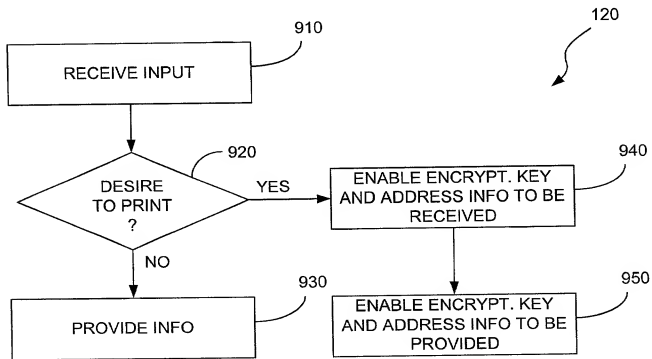 910
120
RECEIVE INPUT
920
DESIRE
TO PRINT
?
YES
940
ENABLE ENCRYPT. KEY
AND ADDRESS INFO TO BE
RECEIVED
NO
930
PROVIDE INFO
950
ENABLE ENCRYPT. KEY
AND ADDRESS INFO TO BE
PROVIDED